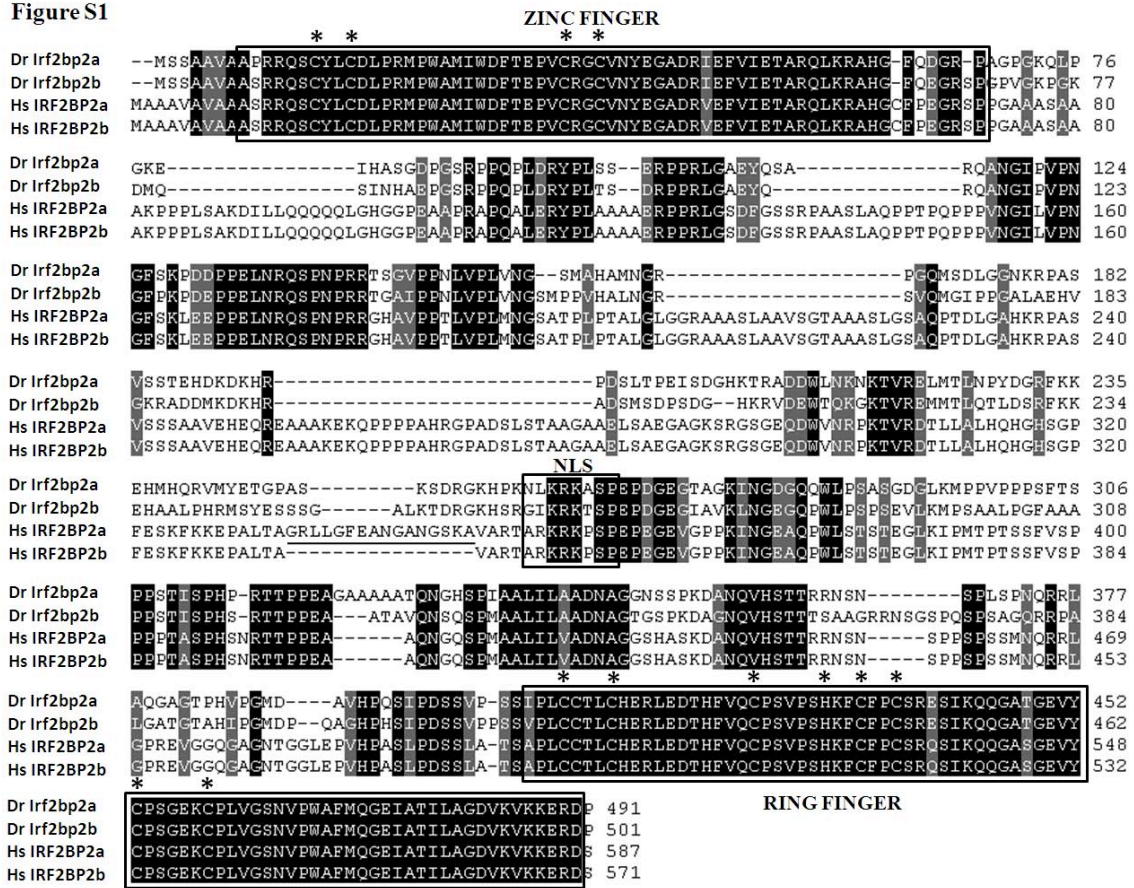 Figure S1
ZINC FINGER
* * * *
Dr Irf2bp2a --MSSAAVAAPRRQSCYLCDLPRMPWAMIWDFTEPVCRGCVNYEGADRIEFVIETARQLKRAHG-FQDGR-PAGPGKQLP 76
Dr Irf2bp2b --MSSAAVAAPRRQSCYLCDLPRMPWAMIWDFTEPVCRGCVNYEGADRIEFVIETARQLKRAHG-FQEGRSPGPVGKPGK 77
Hs IRF2BP2a MAAAVAVAAASRRQSCYLCDLPRMPWAMIWDFTEPVCRGCVNYEGADRVEFVIETARQLKRAHGCFPEGRSPPGAAASAA 80
Hs IRF2BP2b MAAAVAVAAASRRQSCYLCDLPRMPWAMIWDFTEPVCRGCVNYEGADRVEFVIETARQLKRAHGCFPEGRSPPGAAASAA 80
Dr Irf2bp2a GKE----------------IHASGDPGSRPPQPLDRYPLSS--ERPPRLGAEYQSA--------------RQANGIPVPN 124
Dr Irf2bp2b DMQ----------------SINHAEPGSRPPQPLDRYPLTS--DRPPRLGAEYQ----------------RQANGIPVPN 123
Hs IRF2BP2a AKPPPLSAKDILLQQQQQLGHGGPEAAPRAPQALERYPLAAAAERPPRLGSDFGSSRPAASLAQPPTPQPPPVNGILVPN 160
Hs IRF2BP2b AKPPPLSAKDILLQQQQQLGHGGPEAAPRAPQALERYPLAAAAERPPRLGSDFGSSRPAASLAQPPTPQPPPVNGILVPN 160
Dr Irf2bp2a GFSKPDDPPELNRQSPNPRRTSGVPPNLVPLVNG--SMAHAMNGR--------------------PGQMSDLGGNKRPAS 182
Dr Irf2bp2b GFPKPDEPPELNRQSPNPRRTGAIPPNLVPLVNGSMPPVHALNGR--------------------SVQMGIPPGALAEHV 183
Hs IRF2BP2a GFSKLEEPPELNRQSPNPRRGHAVPPTLVPLMNGSATPLPTALGLGGRAAASLAAVSGTAAASLGSAQPTDLGAHKRPAS 240
Hs IRF2BP2b GFSKLEEPPELNRQSPNPRRGHAVPPTLVPLMNGSATPLPTALGLGGRAAASLAAVSGTAAASLGSAQPTDLGAHKRPAS 240
Dr Irf2bp2a VSSTEHDKDKHR---------------------------PDSLTPEISDGHKTRADDWLNKNKTVRELMTLNPYDGRFKK 235
Dr Irf2bp2b GKRADDMKDKHR---------------------------ADSMSDPSDG--HKRVDEWTQKGKTVREMMTLQTLDSRFKK 234
Hs IRF2BP2a VSSSAAVEHEQREAAAKEKQPPPPAHRGPADSLSTAAGAAELSAEGAGKSRGSGEQDWVNRPKTVRDTLLALHQHGHSGP 320
Hs IRF2BP2b VSSSAAVEHEQREAAAKEKQPPPPAHRGPADSLSTAAGAAELSAEGAGKSRGSGEQDWVNRPKTVRDTLLALHQHGHSGP 320
NLS
Dr Irf2bp2a EHMHQRVMYETGPAS---------KSDRGKHPKNLKRKASPEPDGEGTAGKINGDGQQWLPSASGDGLKMPPVPPPSFTS 306
Dr Irf2bp2b EHAALPHRMSYESSSG------ALKTDRGKHSRGIKRKTSPEPDGEGIAVKLNGEGQPWLPSPSEVLKMPSAALPGFAAA 308
Hs IRF2BP2a FESKFKKEPALTAGRLLGFEANGANGSKAVARTARKRKPSPEPEGEVGPPKINGEAQPWLSTSTEGLKIPMTPTSSFVSP 400
Hs IRF2BP2b FESKFKKEPALTA----------------VARTARKRKPSPEPEGEVGPPKINGEAQPWLSTSTEGLKIPMTPTSSFVSP 384
Dr Irf2bp2a PPSTISPHP-RTTPPEAGAAAAATQNGHSPIAALILAADNAGGNSSPKDANQVHSTTRRNSN--------SPLSPNQRRL 377
Dr Irf2bp2b PPSTISPHP-RTTPPEA---ATAVQNSQSPMAALILAADNAGTGSPKDAGNQVHSTTSAGRRNSGSPQSPSAGQQRRL 384
Hs IRF2BP2a PPPTASPHSNRTTPPEA------AQNGQSPMAALILVADNAGGSHASKDANQVHSTTRRNSN-----SPPSPSSMNQRRL 469
Hs IRF2BP2b PPPTASPHSNRTTPPEA------AQNGQSPMAALILVADNAGGSHASKDANQVHSTTRRNSN-----SPPSPSSMNQRRL 453
* * * * * *
Dr Irf2bp2a AQGAGTPHVPGMD----AVHPQSIPDSSVP-SSIPLCCTLCHERLEDTHFVQCPSVPSHKFCFPCSRESIKQQGATGEVY 452
Dr Irf2bp2b LGATGTAHIPGMDP--QAGHPHSIPDSSVPPSSVPLCCTLCHERLEDTHFVQCPSVPSHKFCFPCSRESIKQQGATGEVY 462
Hs IRF2BP2a GPREVGGQGAGNTGGLEPVHPASLPDSSLA-TSAPLCCTLCHERLEDTHFVQCPSVPSHKFCFPCSRQSIKQQGASGEVY 548
Hs IRF2BP2b GPREVGGQGAGNTGGLEPVHPASLPDSSLA-TSAPLCCTLCHERLEDTHFVQCPSVPSHKFCFPCSRQSIKQQGASGEVY 532
* *
RING FINGER
Dr Irf2bp2a CPSGEKCPLVGSNVPWAFMQGEIATILAGDVKVKKERDP 491
Dr Irf2bp2b CPSGEKCPLVGSNVPWAFMQGEIATILAGDVKVKKERDP 501
Hs IRF2BP2a CPSGEKCPLVGSNVPWAFMQGEIATILAGDVKVKKERDS 587
Hs IRF2BP2b CPSGEKCPLVGSNVPWAFMQGEIATILAGDVKVKKERDS 571